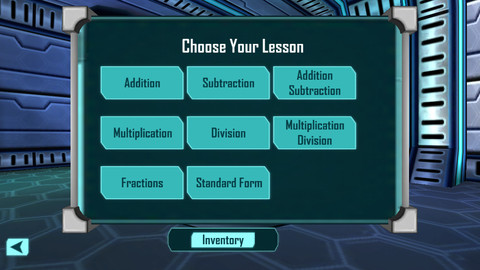 Choose Your Lesson
Addition
Subtraction
Addition
Subtraction
Multiplication
Division
Multiplication
Division
Fractions
Standard Form
Inventory